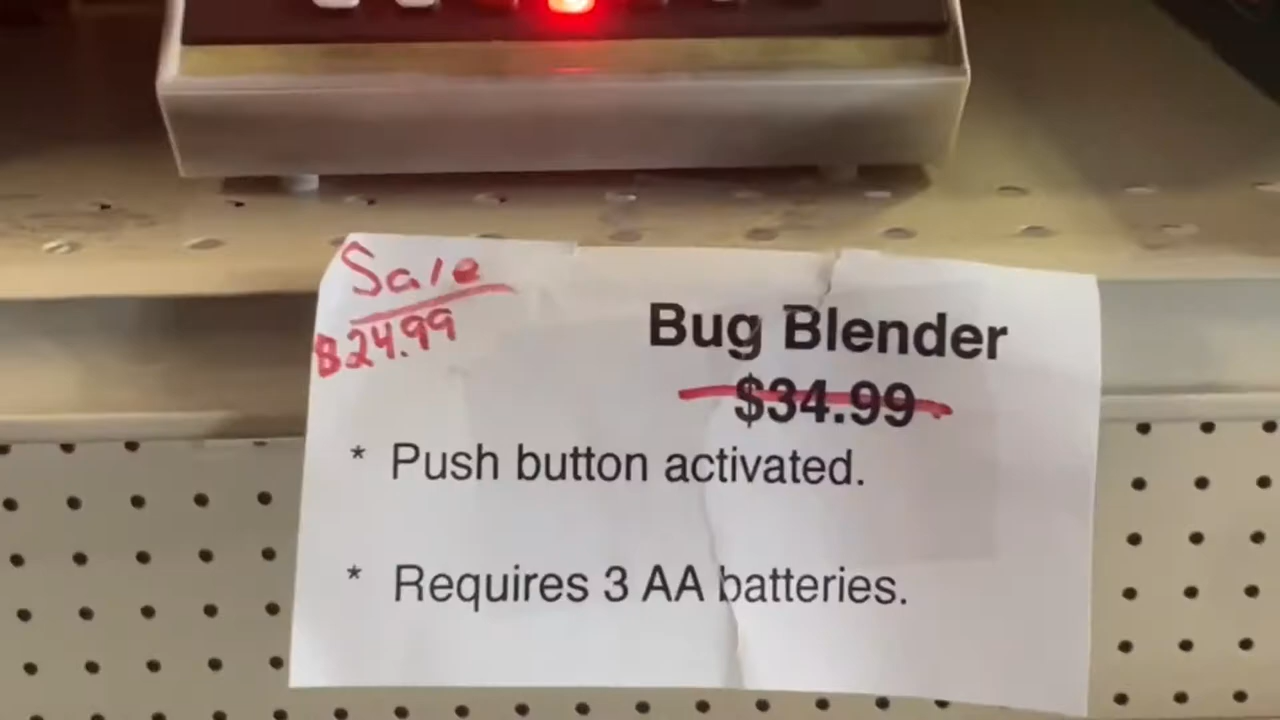 Sale
$24.99
Bug Blender
$34.99
* Push button activated.
* Requires 3 AA batteries.